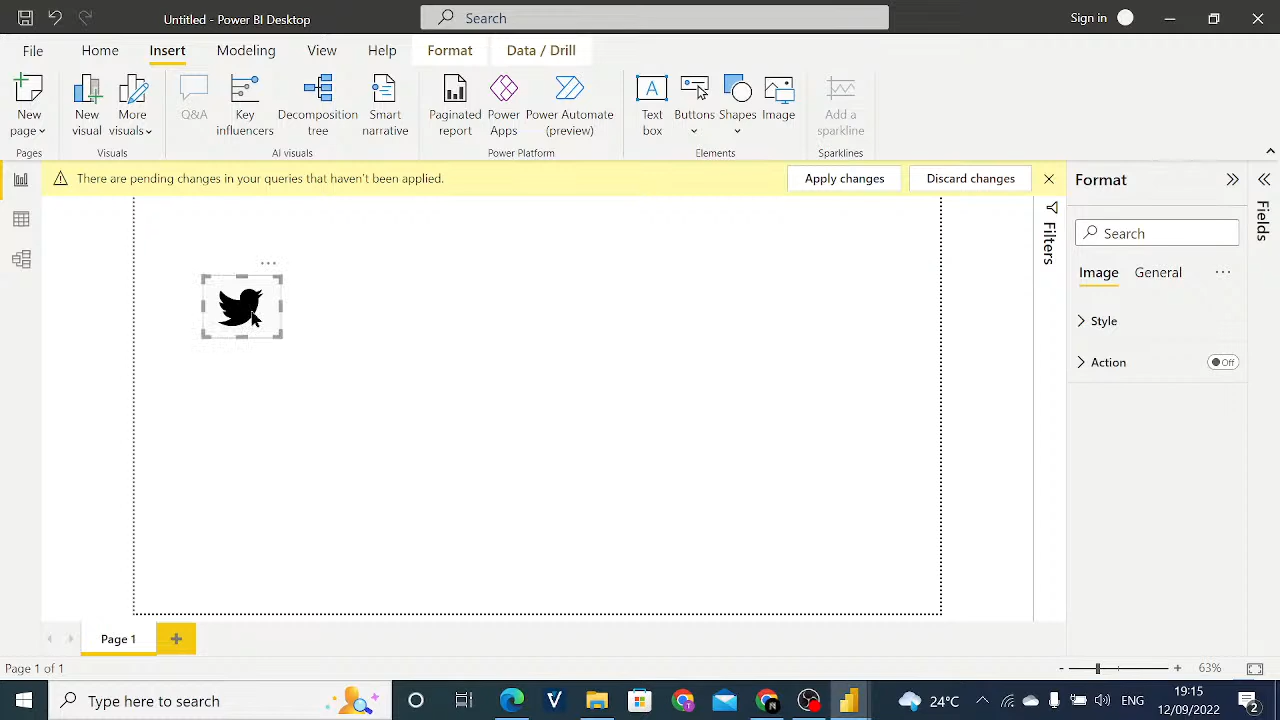 Untitled - Power BI Desktop
Search
Sign in
File
Home
Insert
Modeling
View
Help
Format
Data / Drill
New page
New visual
More visuals
Q&A
Key influencers
Decomposition tree
Smart narrative
Paginated report
Power Apps
Power Automate (preview)
Text box
Buttons
Shapes
Image
Add a sparkline
Pages
Visuals
AI visuals
Power Platform
Elements
Sparklines
There are pending changes in your queries that haven't been applied.
Apply changes
Discard changes
Filters
Format
Search
Image
General
Style
Action
Off
Fields
Page 1
Page 1 of 1
63%
Type here to search
24°C
ENG
19:15
12/09/2022
2